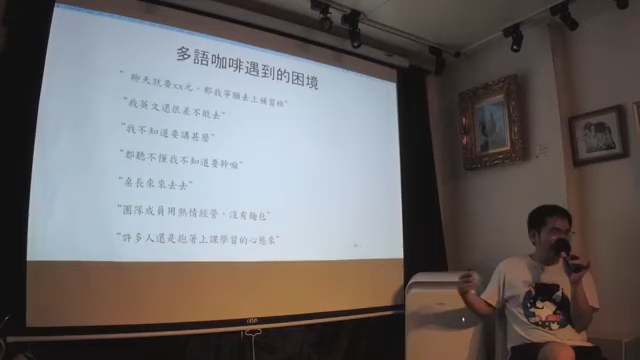 多語咖啡遇到的困境
“聊天就要xx元，那我寧願去上補習班”
“我英文還很差不敢去”
“我不知道要講甚麼”
“都聽不懂我不知道要幹嘛”
“桌長來來去去”
“團隊成員用熱情經營，沒有麵包”
“許多人還是抱著上課學習的心態來”